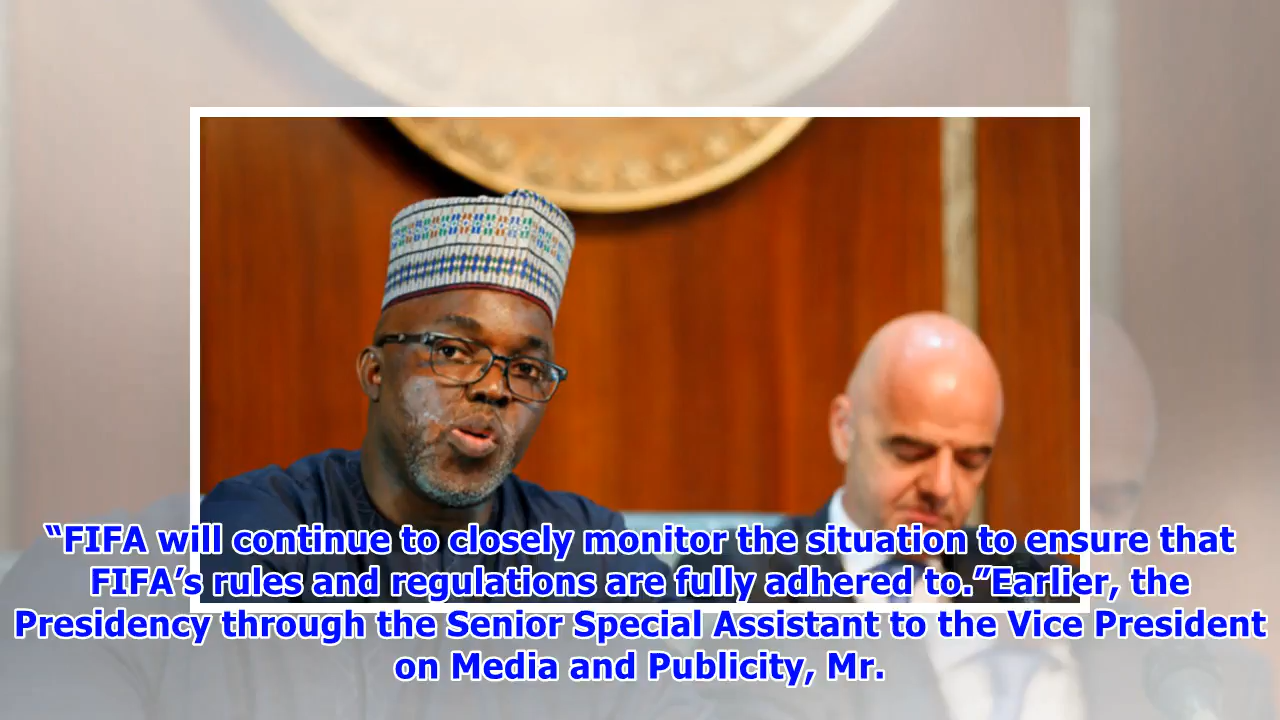 “FIFA will continue to closely monitor the situation to ensure that
FIFA’s rules and regulations are fully adhered to.”Earlier, the
Presidency through the Senior Special Assistant to the Vice President
on Media and Publicity, Mr.